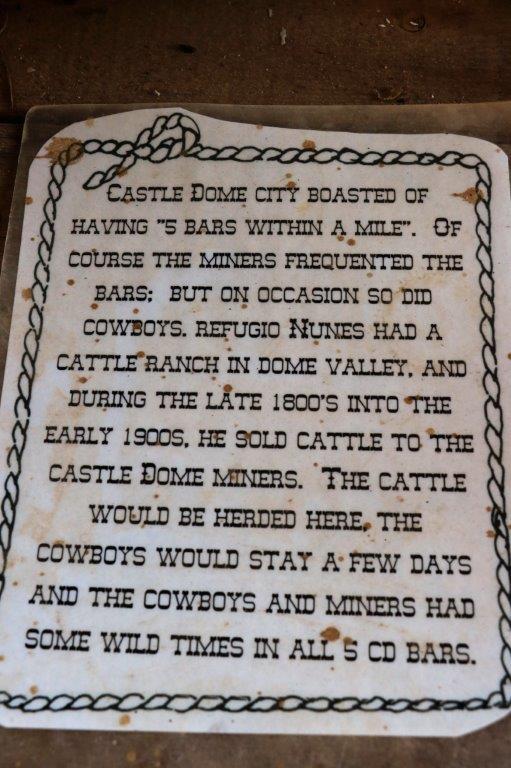 Castle Dome city boasted of
having "5 bars within a mile". Of
course the miners frequented the
bars; but on occasion so did
cowboys. Refugio Nunes had a
cattle ranch in Dome Valley, and
during the late 1800's into the
early 1900s, he sold cattle to the
Castle Dome miners. The cattle
would be herded here, the
cowboys would stay a few days
and the cowboys and miners had
some wild times in all 5 CD bars.